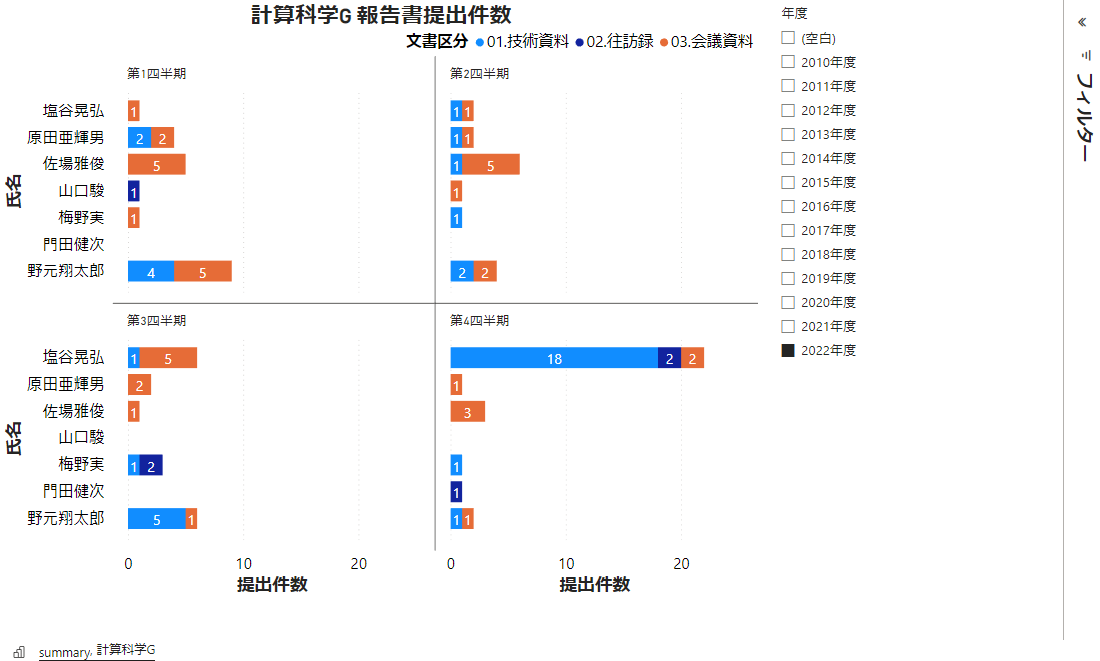 計算科学G 報告書提出件数
文書区分 01.技術資料 02.往訪録 03.会議資料
氏名
第1四半期
塩谷晃弘 1
原田亜輝男 2 2
佐場雅俊 5
山口駿 1
梅野実 1
門田健次
野元翔太郎 4 5
第2四半期
1 1
1 1
1 5
1
1
2 2
氏名
第3四半期
塩谷晃弘 1 5
原田亜輝男 2
佐場雅俊 1
山口駿
梅野実 1 2
門田健次
野元翔太郎 5 1
0 10 20
提出件数
第4四半期
18 2 2
1
3
1
1
1 1
0 10 20
提出件数
年度
(空白)
2010年度
2011年度
2012年度
2013年度
2014年度
2015年度
2016年度
2017年度
2018年度
2019年度
2020年度
2021年度
2022年度
フィルター
summary, 計算科学G